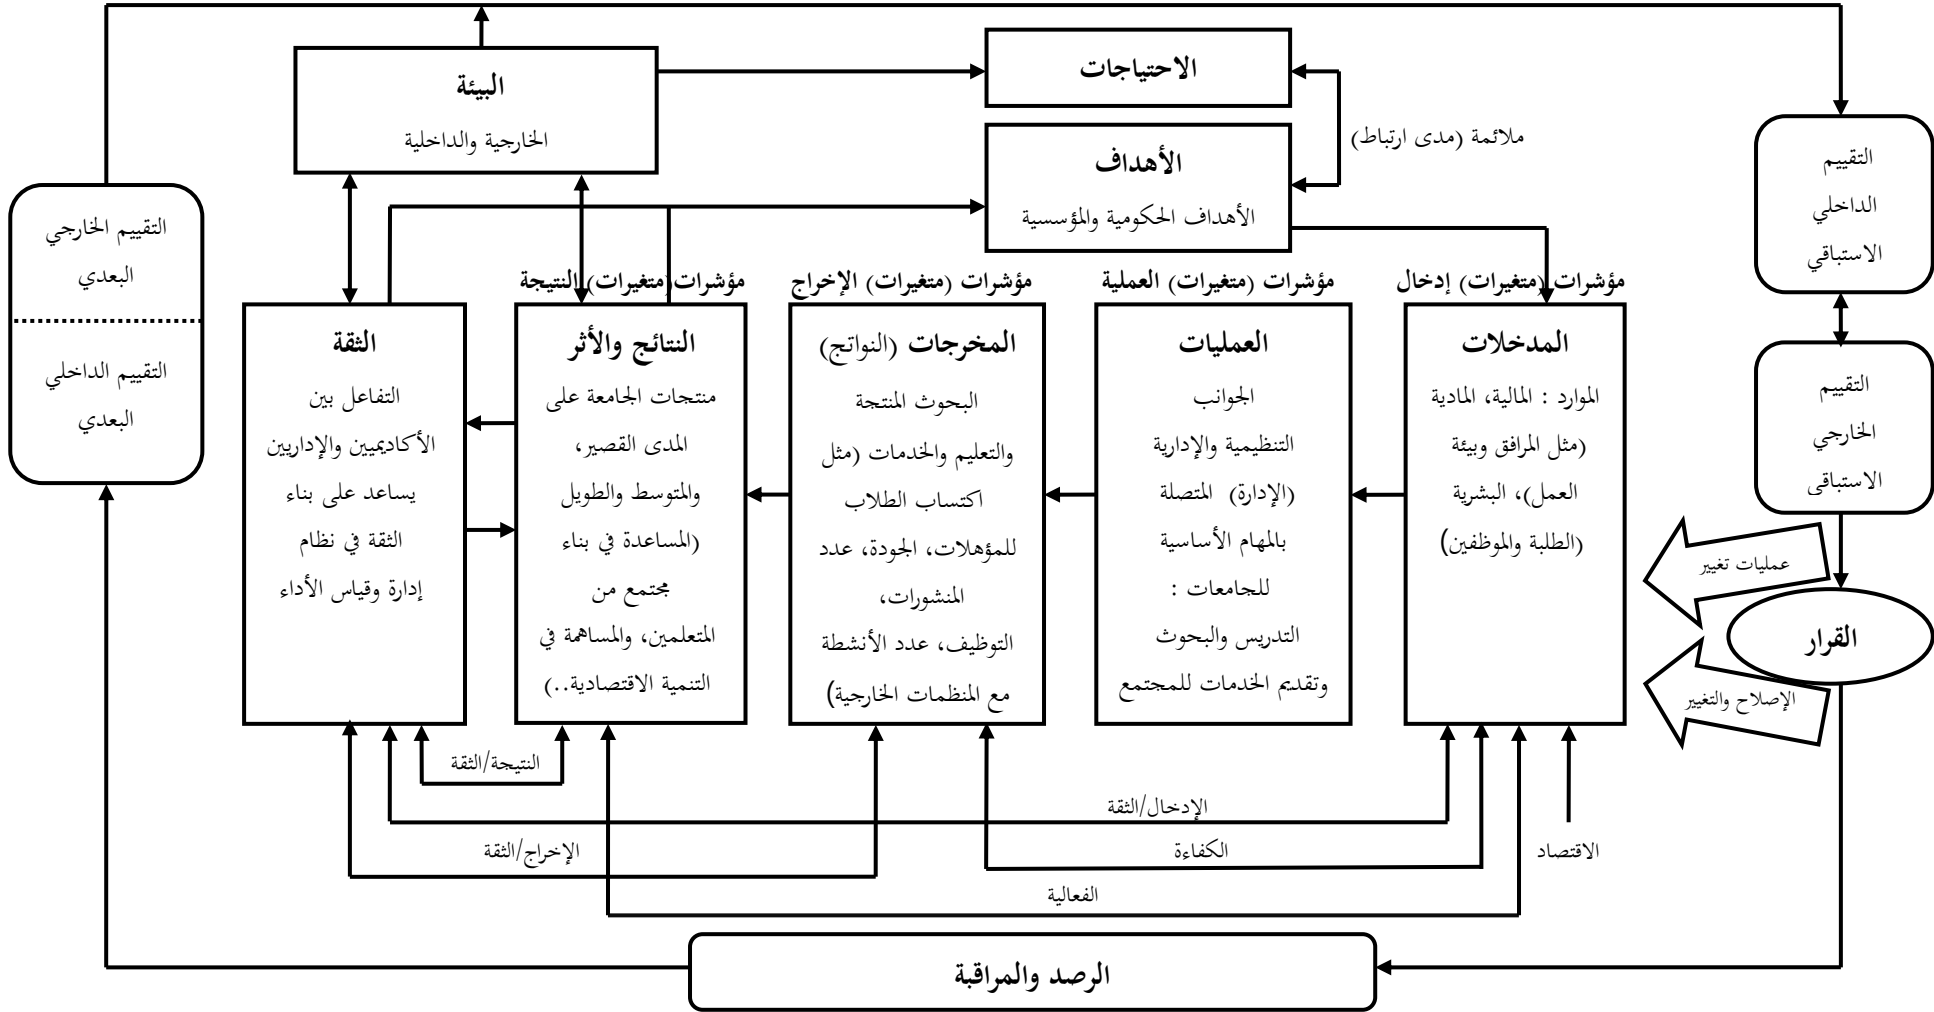 الاحتياجات
البيئة
الخارجية والداخلية
ملائمة (مدى ارتباط)
الأهداف
الأهداف الحكومية والمؤسسية
التقييم
الداخلي
الاستباقي
التقييم
الخارجي
الاستباقي
التقييم الخارجي
البعدي
التقييم الداخلي
البعدي
مؤشرات (متغيرات) إدخال
مؤشرات (متغيرات) العملية
مؤشرات (متغيرات) الإخراج
مؤشرات (متغيرات) النتيجة
المدخلات
الموارد : المالية، المادية
(مثل المرافق وبيئة
العمل)، البشرية
(الطلبة والموظفين)
العمليات
الجوانب
التنظيمية والإدارية
(الإدارة) المتصلة
بالمهام الأساسية
للجامعات :
التدريس والبحوث
وتقديم الخدمات للمجتمع
المخرجات (النواتج)
البحوث المنتجة
والتعليم والخدمات (مثل
اكتساب الطلاب
للمؤهلات، الجودة، عدد
المنشورات،
التوظيف، عدد الأنشطة
مع المنظمات الخارجية)
النتائج والأثر
منتجات الجامعة على
المدى القصير،
والمتوسط والطويل
(المساعدة في بناء
مجتمع من
المتعلمين، والمساهمة في
التنمية الاقتصادية..)
الثقة
التفاعل بين
الأكاديميين والإداريين
يساعد على بناء
الثقة في نظام
إدارة وقياس الأداء
عمليات تغيير
القرار
الإصلاح والتغيير
النتيجة/الثقة
الإدخال/الثقة
الإخراج/الثقة
الكفاءة
الاقتصاد
الفعالية
الرصد والمراقبة